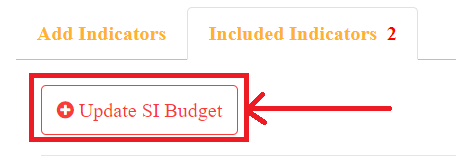 Add Indicators Included Indicators 2
Update SI Budget